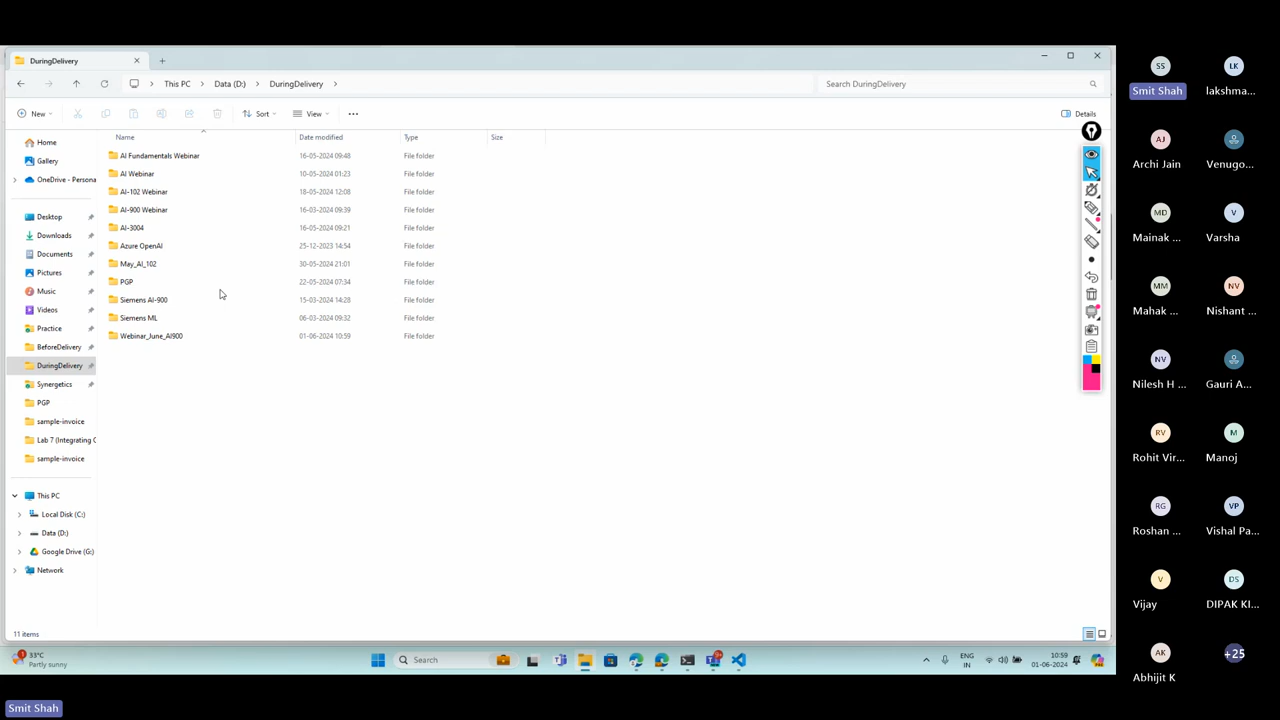 DuringDelivery
This PC
Data (D:)
DuringDelivery
Search DuringDelivery
New
Sort
View
Details
Name
Date modified
Type
Size
Home
Gallery
OneDrive - Persona
Desktop
Downloads
Documents
Pictures
Music
Videos
Practice
BeforeDelivery
DuringDelivery
Synergetics
PGP
sample-invoice
Lab 7 (Integrating C
sample-invoice
This PC
Local Disk (C:)
Data (D:)
Google Drive (G:)
Network
AI Fundamentals Webinar 16-05-2024 09:48 File folder
AI Webinar 10-05-2024 01:23 File folder
AI-102 Webinar 18-05-2024 12:08 File folder
AI-900 Webinar 16-03-2024 09:39 File folder
AI-3004 16-05-2024 09:21 File folder
Azure OpenAI 25-12-2023 14:54 File folder
May_AI_102 30-05-2024 21:01 File folder
PGP 22-05-2024 07:34 File folder
Siemens AI-900 15-03-2024 14:28 File folder
Siemens ML 06-03-2024 09:32 File folder
Webinar_June_AI900 01-06-2024 10:59 File folder
11 items
33°C
Partly sunny
Search
ENG
IN
10:59
01-06-2024
SS
Smit Shah
LK
lakshma...
AJ
Archi Jain
Venugo...
MD
Mainak ...
V
Varsha
MM
Mahak ...
NV
Nishant ...
NV
Nilesh H ...
Gauri A...
RV
Rohit Vir...
M
Manoj
RG
Roshan ...
VP
Vishal Pa...
V
Vijay
DS
DIPAK KI...
AK
Abhijit K
+25
Smit Shah